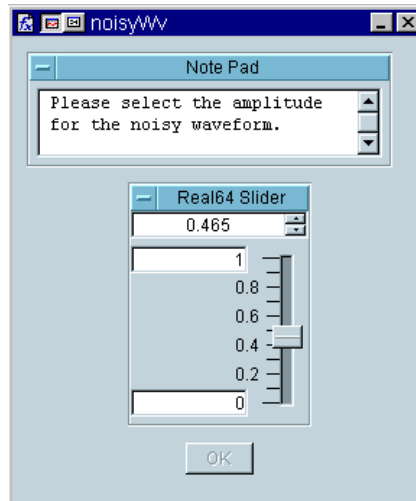 noisyWv
Note Pad
Please select the amplitude
for the noisy waveform.
Real64 Slider
0.465
1
0.8
0.6
0.4
0.2
0
OK